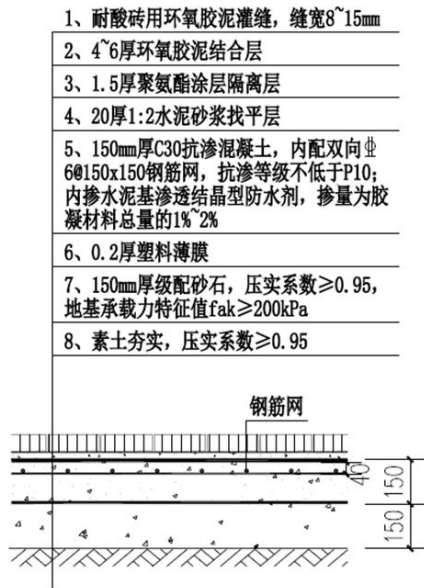 1、耐酸砖用环氧胶泥灌缝，缝宽8~15mm
2、4~6厚环氧胶泥结合层
3、1.5厚聚氨酯涂层隔离层
4、20厚1:2水泥砂浆找平层
5、150mm厚C30抗渗混凝土，内配双向⏀
6@150x150钢筋网，抗渗等级不低于P10；
内掺水泥基渗透结晶型防水剂，掺量为胶
凝材料总量的1%~2%
6、0.2厚塑料薄膜
7、150mm厚级配砂石，压实系数≥0.95，
地基承载力特征值fak≥200kPa
8、素土夯实，压实系数≥0.95
钢筋网
40
150
150